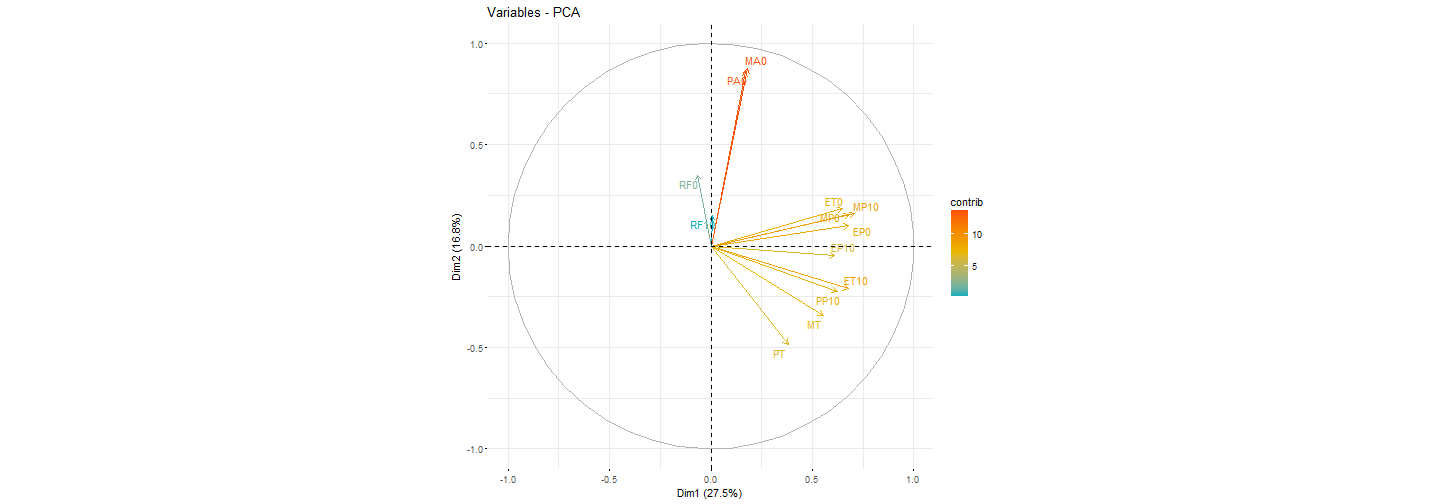 Variables - PCA
1.0
0.5
0.0
-0.5
-1.0
Dim2 (16.8%)
MA0
PA0
RF0
RF10
ET0
MP10
MP0
EP0
EP10
ET10
PP10
MT
PT
-1.0
-0.5
0.0
0.5
1.0
Dim1 (27.5%)
contrib
10
5